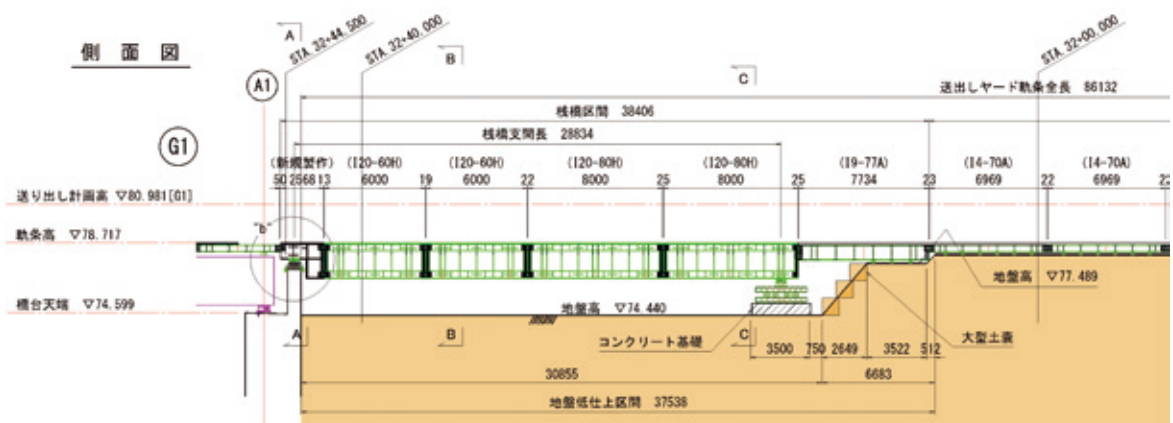 側面図
A
STA 32+44.500
STA 32+40.000
B
C
STA 32+00.000
A1
送出しヤード軌条全長 86132
桟橋区間 38406
桟橋支間長 28834
G1
(新規製作) (I20-60H) (I20-60H) (I20-80H) (I20-80H) (I9-77A) (I4-70A) (I4-70A)
50 2568 13 6000 19 6000 22 8000 25 8000 25 7734 23 6969 22 6969 22
送り出し計画高 ▽80.981[G1]
"b"
軌条高 ▽78.717
地盤高 ▽77.489
橋台天端 ▽74.599
地盤高 ▽74.440
A B C
コンクリート基礎
大型土嚢
3500 750 2649 3522 512
30855 6683
地盤低仕上区間 37538